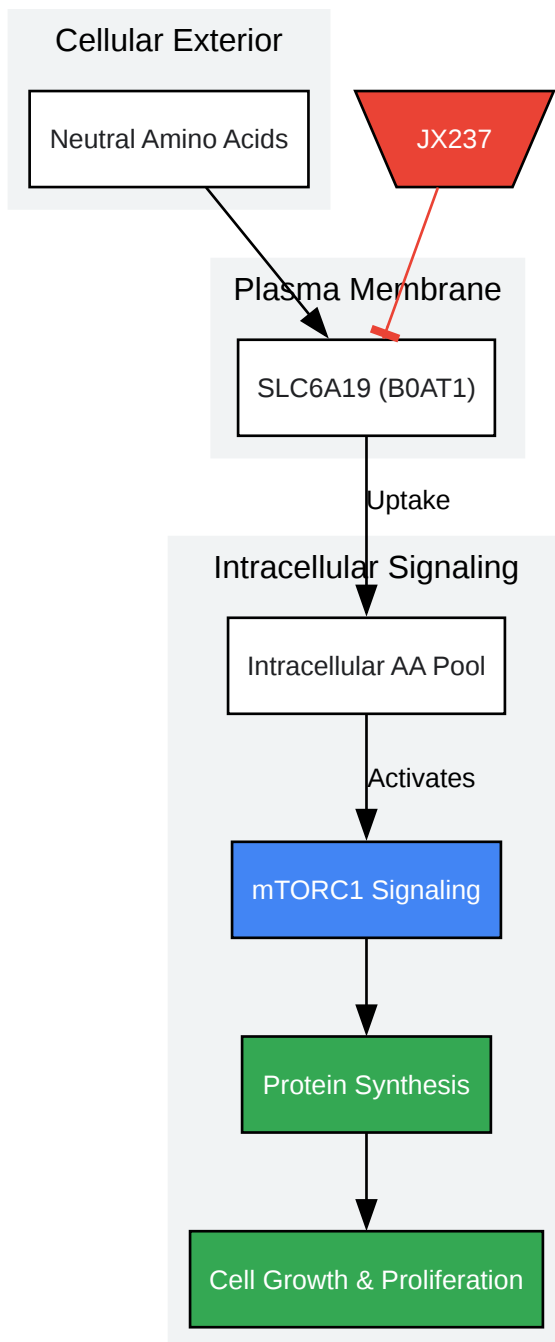 Cellular Exterior
Neutral Amino Acids
JX237
Plasma Membrane
SLC6A19 (B0AT1)
Uptake
Intracellular Signaling
Intracellular AA Pool
Activates
mTORC1 Signaling
Protein Synthesis
Cell Growth & Proliferation